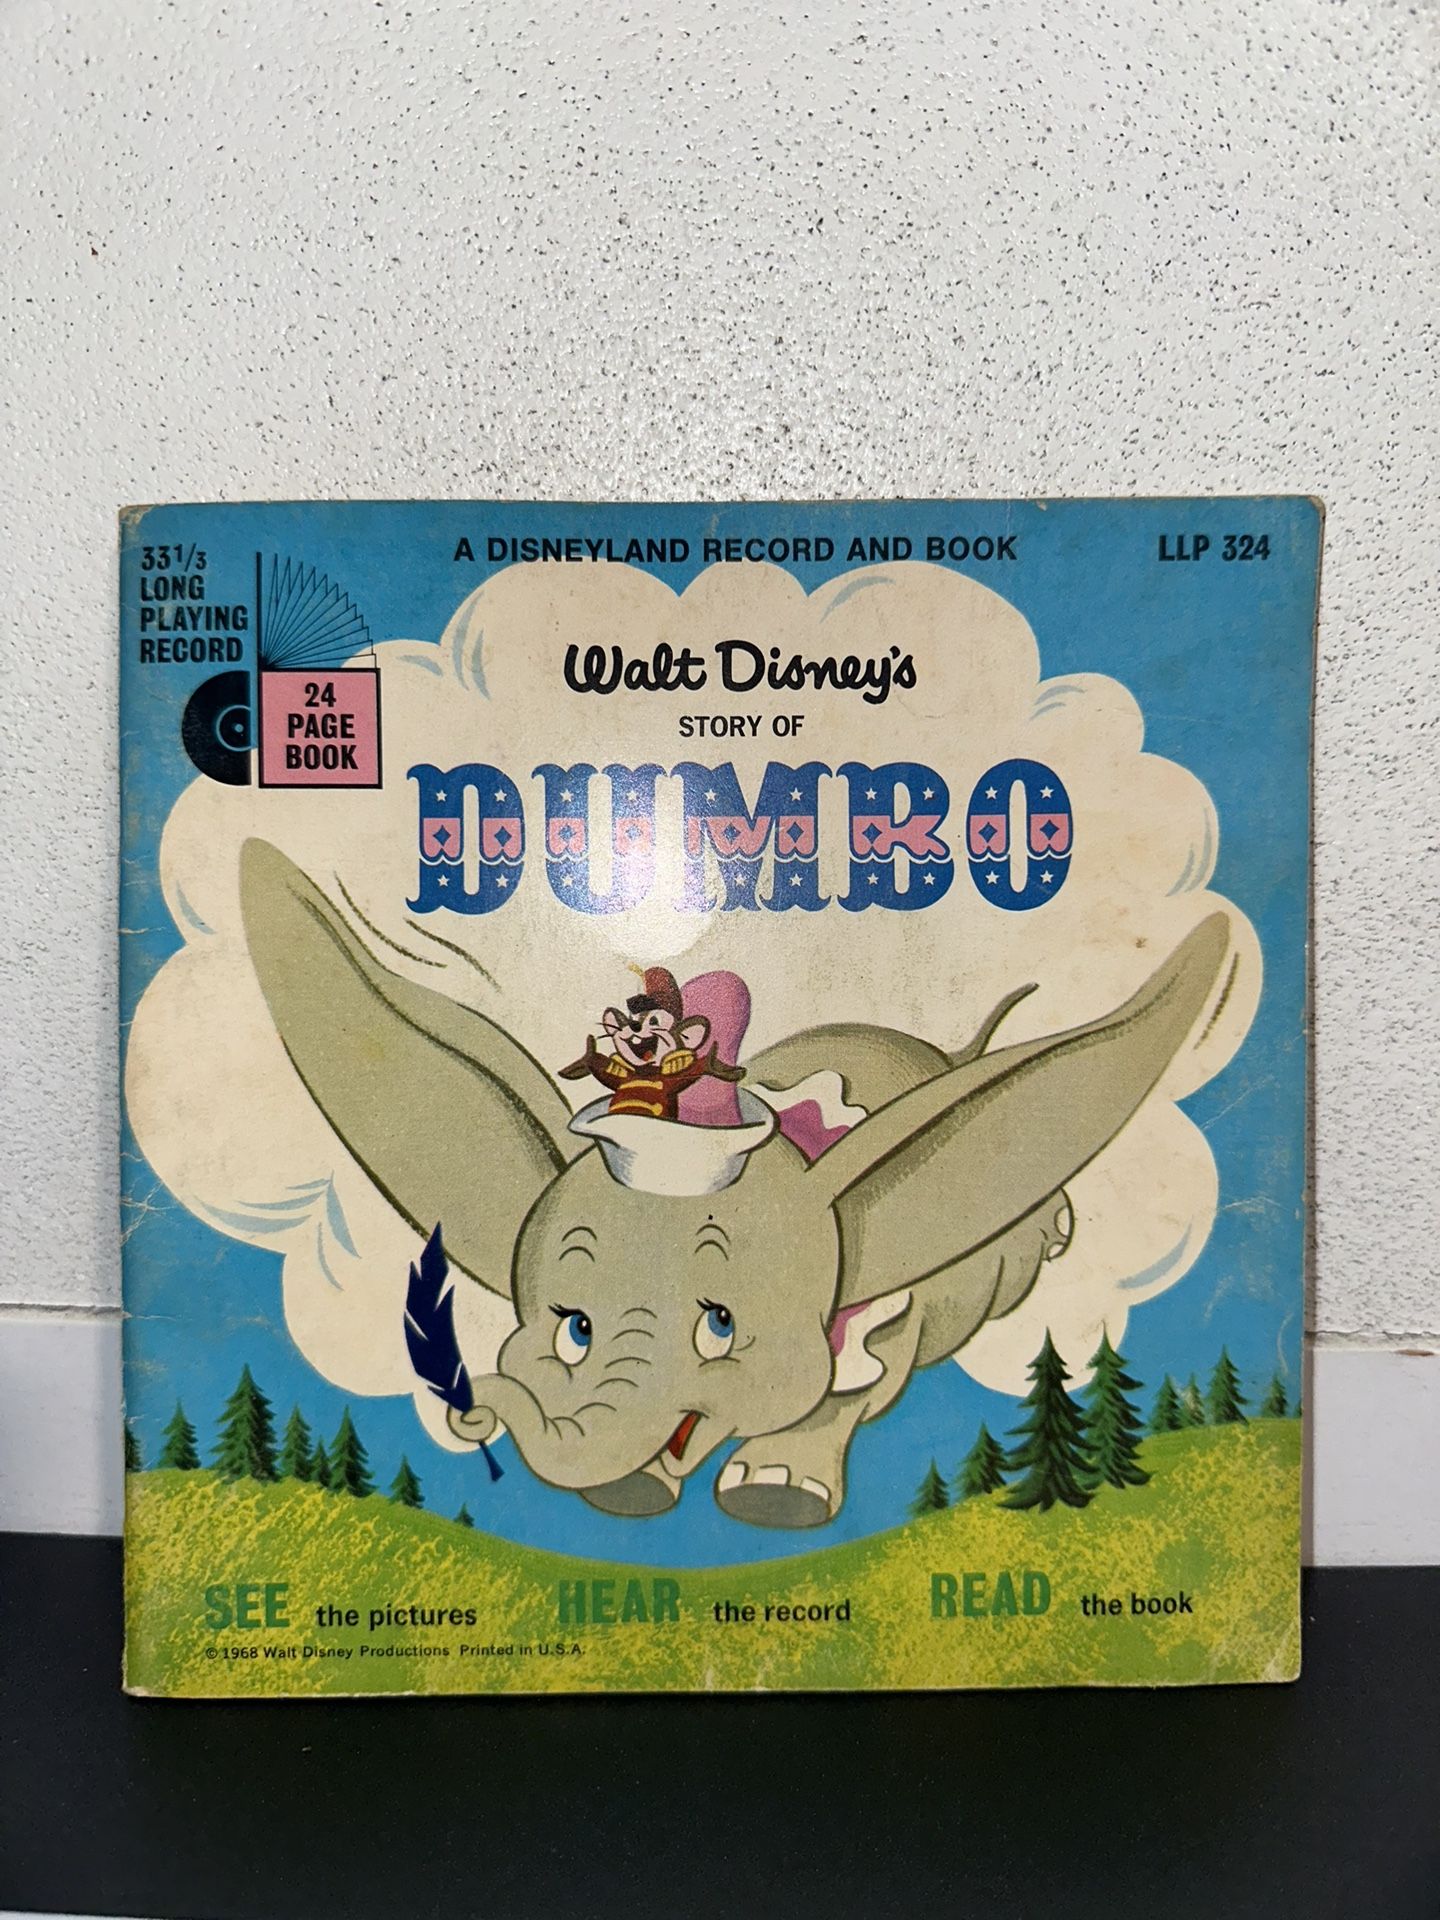 A DISNEYLAND RECORD AND BOOK
LLP 324
33 1/3
LONG
PLAYING
RECORD
24
PAGE
BOOK
Walt Disney's
STORY OF
DUMBO
SEE the pictures HEAR the record READ the book
© 1968 Walt Disney Productions Printed in U.S.A.